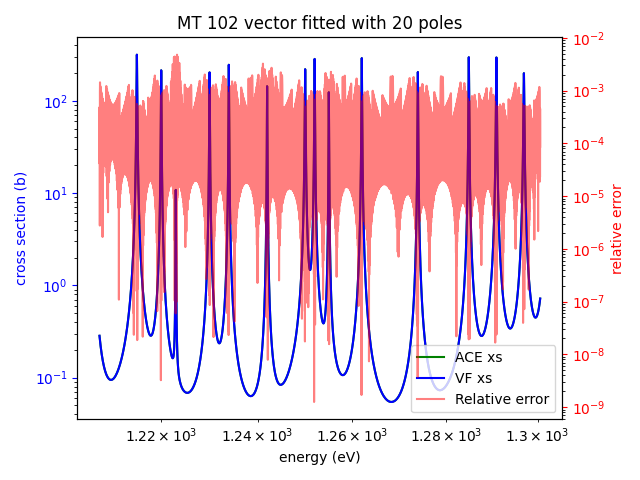 MT 102 vector fitted with 20 poles
cross section (b)
10²
10¹
10⁰
10⁻¹
10⁻²
10⁻³
10⁻⁴
10⁻⁵
10⁻⁶
10⁻⁷
10⁻⁸
10⁻⁹
relative error
ACE xs
VF xs
Relative error
1.22 × 10³ 1.24 × 10³ 1.26 × 10³ 1.28 × 10³ 1.3 × 10³
energy (eV)